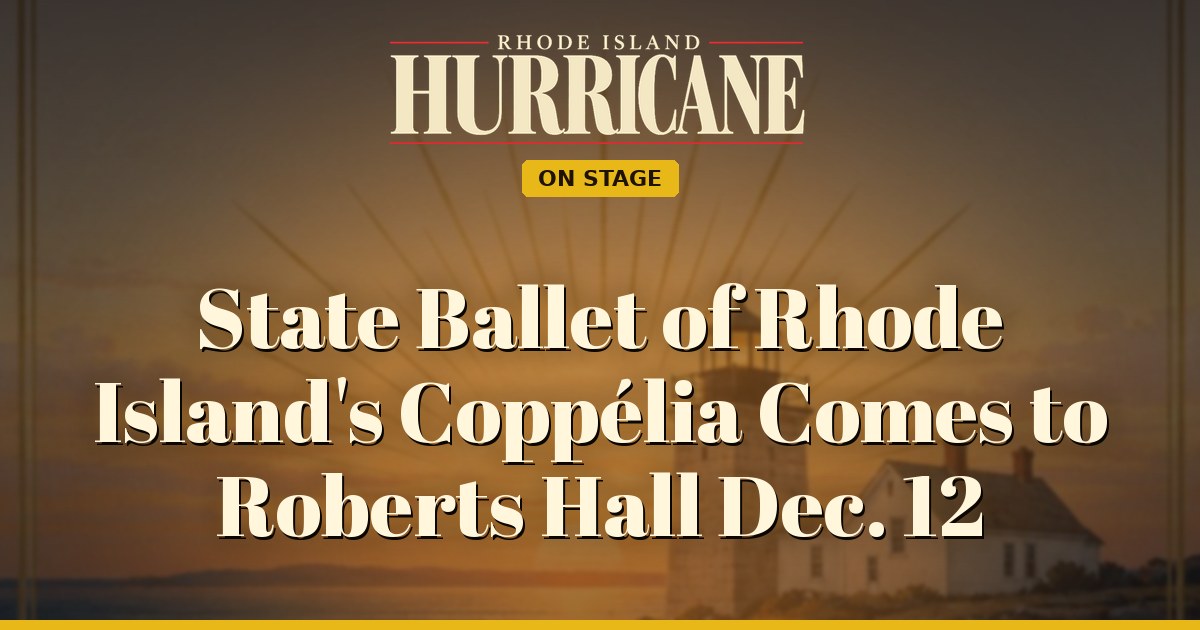 RHODE ISLAND
HURRICANE
ON STAGE
State Ballet of Rhode
Island's Coppélia Comes to
Roberts Hall Dec. 12